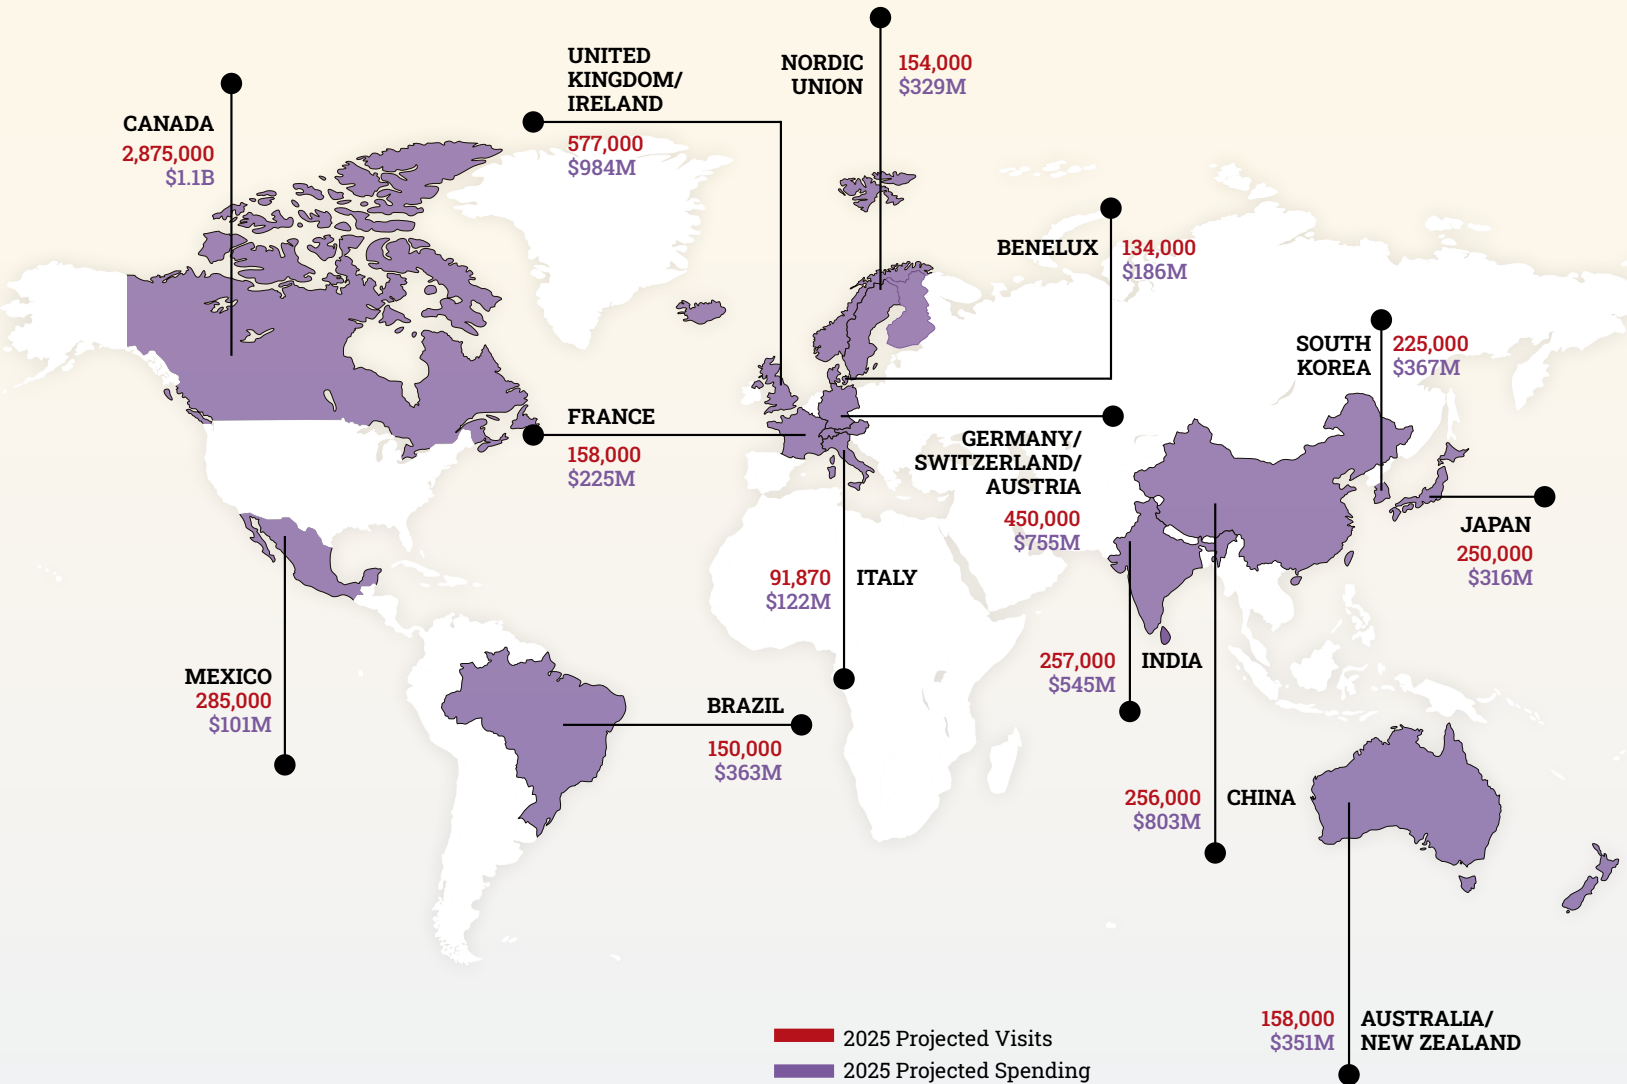 CANADA
2,875,000
$1.1B
UNITED
KINGDOM/
IRELAND
577,000
$984M
NORDIC
UNION
154,000
$329M
BENELUX
134,000
$186M
SOUTH
KOREA
225,000
$367M
FRANCE
158,000
$225M
GERMANY/
SWITZERLAND/
AUSTRIA
450,000
$755M
JAPAN
250,000
$316M
91,870
$122M
ITALY
MEXICO
285,000
$101M
BRAZIL
150,000
$363M
257,000
$545M
INDIA
256,000
$803M
CHINA
158,000
$351M
AUSTRALIA/
NEW ZEALAND
2025 Projected Visits
2025 Projected Spending